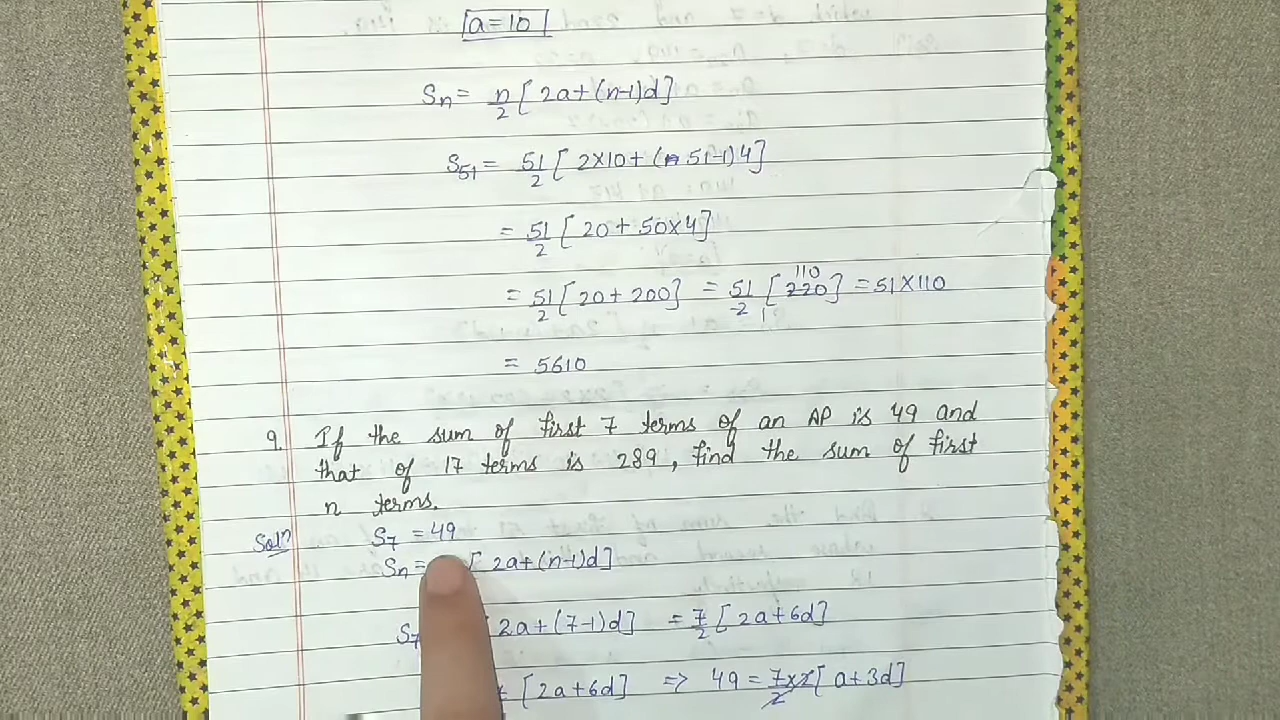 a=10
Sn= n/2 [ 2a+(n-1)d]
S51= 51/2 [ 2×10+ (51-1)4]
= 51/2 [ 20+ 50×4]
= 51/2 [20+ 200] = 51/2 [220] 110 1 = 51×110
= 5610
9. If the sum of first 7 terms of an AP is 49 and
that of 17 terms is 289, find the sum of first
n terms.
Soln S7 = 49
Sn= [ 2a+(n-1)d]
S7 [2a+(7-1)d] = 7/2 [ 2a+6d]
[2a+6d] => 49 = 7×2/2 [a+3d]